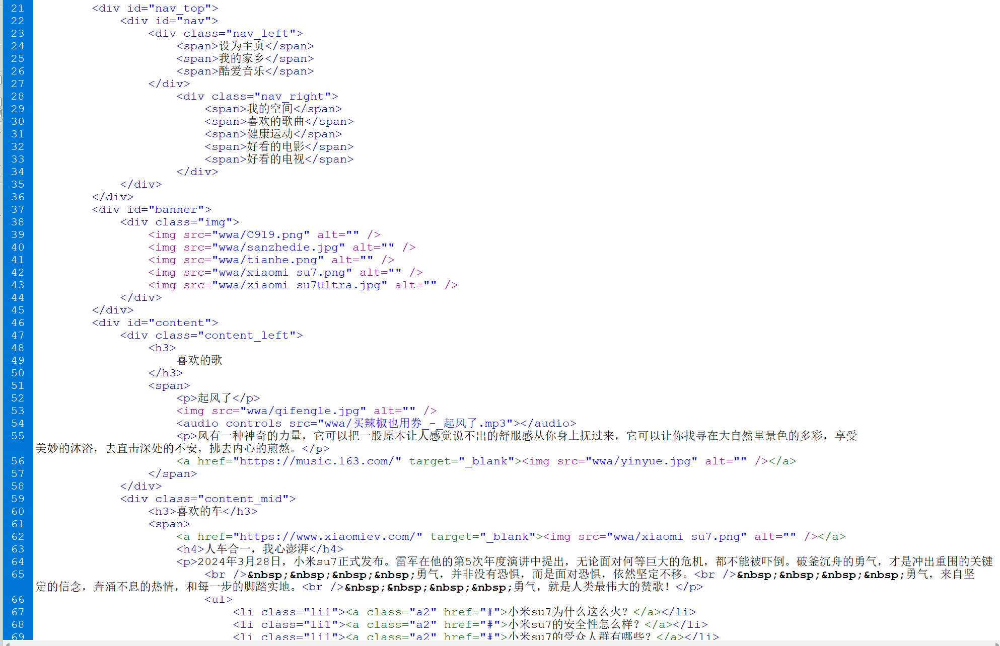 21 <div id="nav_top">
22 <div id="nav">
23 <div class="nav_left">
24 <span>设为主页</span>
25 <span>我的家乡</span>
26 <span>酷爱音乐</span>
27 </div>
28 <div class="nav_right">
29 <span>我的空间</span>
30 <span>喜欢的歌曲</span>
31 <span>健康运动</span>
32 <span>好看的电影</span>
33 <span>好看的电视</span>
34 </div>
35 </div>
36 </div>
37 <div id="banner">
38 <div class="img">
39 <img src="wwa/C919.png" alt="" />
40 <img src="wwa/sanzhedie.jpg" alt="" />
41 <img src="wwa/tianhe.png" alt="" />
42 <img src="wwa/xiaomi su7.png" alt="" />
43 <img src="wwa/xiaomi su7Ultra.jpg" alt="" />
44 </div>
45 </div>
46 <div id="content">
47 <div class="content_left">
48 <h3>
49 喜欢的歌
50 </h3>
51 <span>
52 <p>起风了</p>
53 <img src="wwa/qifengle.jpg" alt="" />
54 <audio controls src="wwa/买辣椒也用券_-_起风了.mp3"></audio>
55 <p>风有一种神奇的力量，它可以把一股原本让人感觉说不出的舒服感从你身上抚过来，它可以让你找寻在大自然里景色的多彩，享受
美妙的沐浴，去直击深处的不安，拂去内心的煎熬。</p>
56 <a href="https://music.163.com/" target="_blank"><img src="wwa/yinyue.jpg" alt="" /></a>
57 </span>
58 </div>
59 <div class="content_mid">
60 <h3>喜欢的车</h3>
61 <span>
62 <a href="https://www.xiaomiev.com/" target="_blank"><img src="wwa/xiaomi su7.png" alt="" /></a>
63 <h4>人车合一，我心澎湃</h4>
64 <p>2024年3月28日，小米su7正式发布。雷军在他的第5次年度演讲中提出，无论面对何等巨大的危机，都不能被吓倒。破釜沉舟的勇气，才是冲出重围的关键
65 <br />&nbsp;&nbsp;&nbsp;&nbsp;勇气，并非没有恐惧，而是面对恐惧，依然坚定不移。<br />&nbsp;&nbsp;&nbsp;&nbsp;勇气，来自坚
定的信念，奔涌不息的热情，和每一步的脚踏实地。<br />&nbsp;&nbsp;&nbsp;&nbsp;勇气，就是人类最伟大的赞歌！</p>
66 <ul>
67 <li class="li1"><a class="a2" href="#">小米su7为什么这么火？</a></li>
68 <li class="li1"><a class="a2" href="#">小米su7的安全性怎么样？</a></li>
69 <li class="li1"><a class="a2" href="#">小米su7的受众人群有哪些？</a></li>